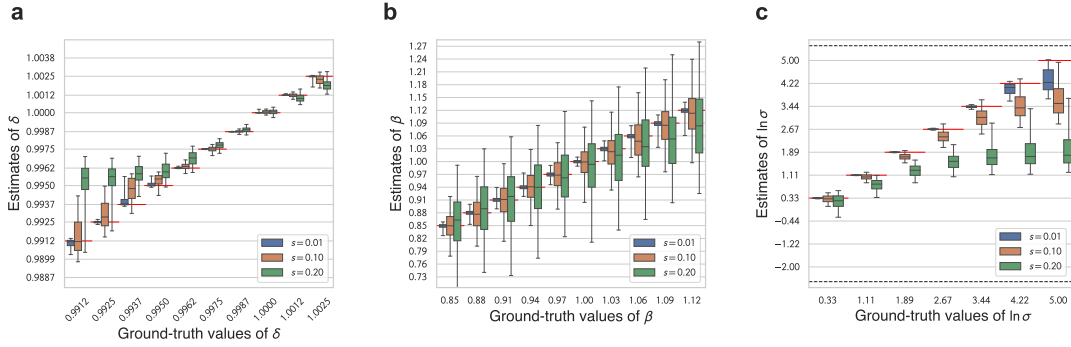 a
Estimates of δ
1.0038
1.0025
1.0012
1.0000
0.9987
0.9975
0.9962
0.9950
0.9937
0.9925
0.9912
0.9899
0.9887
0.9912
0.9925
0.9937
0.9950
0.9962
0.9975
0.9987
1.0000
1.0012
1.0025
Ground-truth values of δ
s = 0.01
s = 0.10
s = 0.20
b
Estimates of β
1.27
1.24
1.21
1.18
1.15
1.12
1.09
1.06
1.03
1.00
0.97
0.94
0.91
0.88
0.85
0.82
0.79
0.76
0.73
0.85 0.88 0.91 0.94 0.97 1.00 1.03 1.06 1.09 1.12
Ground-truth values of β
s = 0.01
s = 0.10
s = 0.20
c
Estimates of ln σ
5.00
4.22
3.44
2.67
1.89
1.11
0.33
−0.44
−1.22
−2.00
0.33 1.11 1.89 2.67 3.44 4.22 5.00
Ground-truth values of ln σ
s = 0.01
s = 0.10
s = 0.20